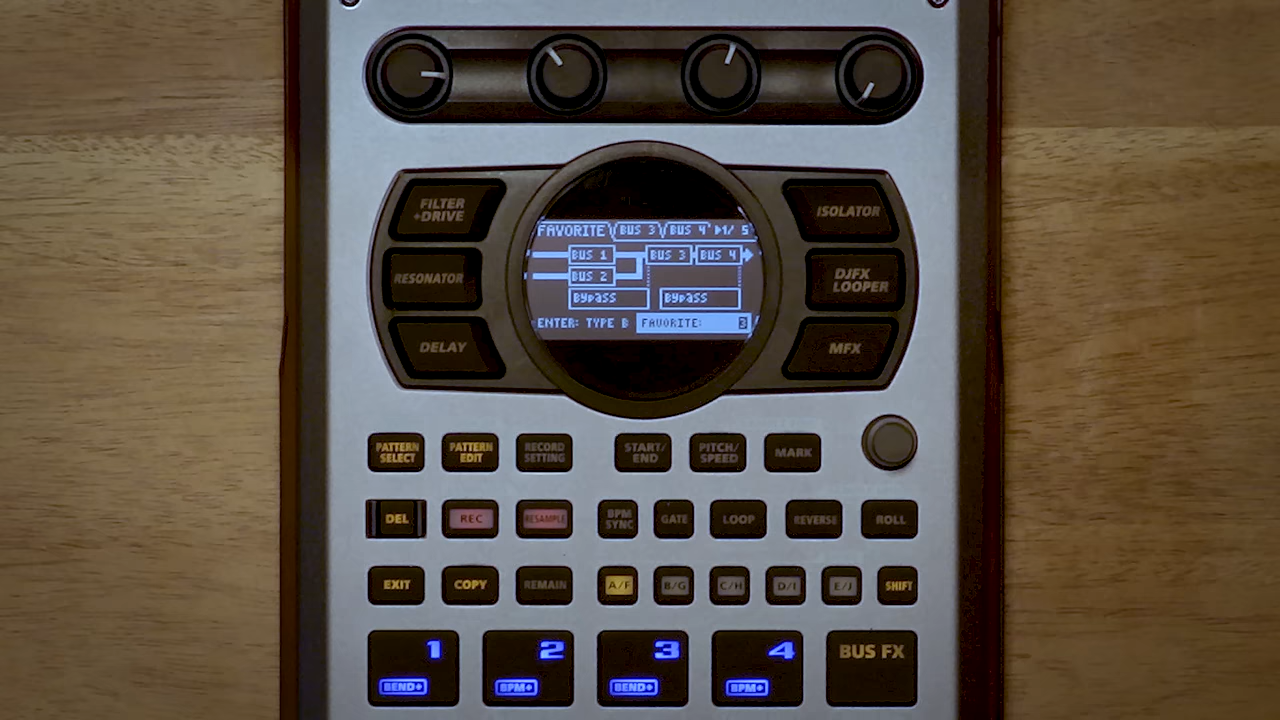 FILTER
+DRIVE
RESONATOR
DELAY
FAVORITE BUS 3 BUS 4 1/ 5
BUS 1 BUS 3 BUS 4
BUS 2
Bypass Bypass
ENTER: TYPE B FAVORITE: 3
ISOLATOR
DJFX
LOOPER
MFX
PATTERN
SELECT
PATTERN
EDIT
RECORD
SETTING
START/
END
PITCH/
SPEED
MARK
DEL
REC
RESAMPLE
BPM
SYNC
GATE
LOOP
REVERSE
ROLL
EXIT
COPY
REMAIN
A/F
B/G
C/H
D/I
E/J
SHIFT
1
BEND+
2
BPM+
3
BEND+
4
BPM+
BUS FX